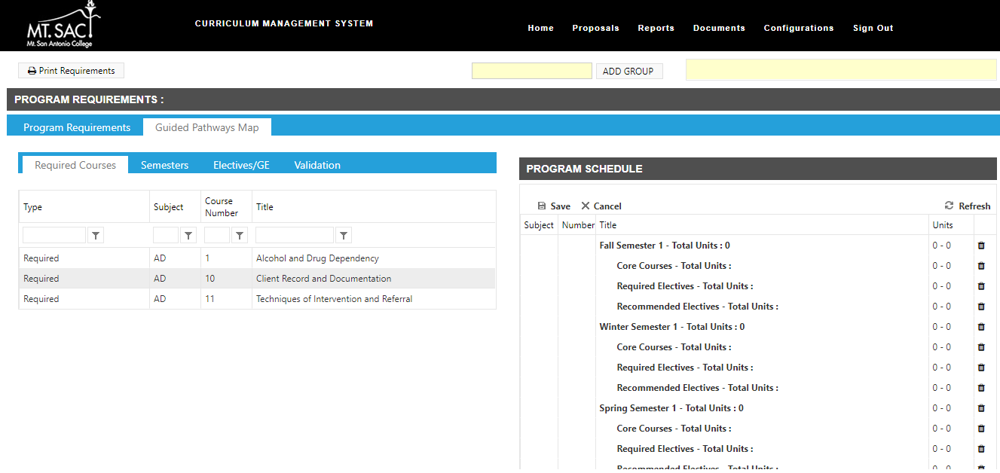 MT. SAC
Mt. San Antonio College
CURRICULUM MANAGEMENT SYSTEM
Home Proposals Reports Documents Configurations Sign Out
Print Requirements
ADD GROUP
PROGRAM REQUIREMENTS :
Program Requirements Guided Pathways Map
Required Courses Semesters Electives/GE Validation
Type Subject Course Number Title
Required AD 1 Alcohol and Drug Dependency
Required AD 10 Client Record and Documentation
Required AD 11 Techniques of Intervention and Referral
PROGRAM SCHEDULE
Save Cancel Refresh
Subject Number Title Units
Fall Semester 1 - Total Units : 0 0 - 0
Core Courses - Total Units : 0 - 0
Required Electives - Total Units : 0 - 0
Recommended Electives - Total Units : 0 - 0
Winter Semester 1 - Total Units : 0 0 - 0
Core Courses - Total Units : 0 - 0
Required Electives - Total Units : 0 - 0
Recommended Electives - Total Units : 0 - 0
Spring Semester 1 - Total Units : 0 0 - 0
Core Courses - Total Units : 0 - 0
Required Electives - Total Units : 0 - 0
Recommended Electives - Total Units : 0 - 0